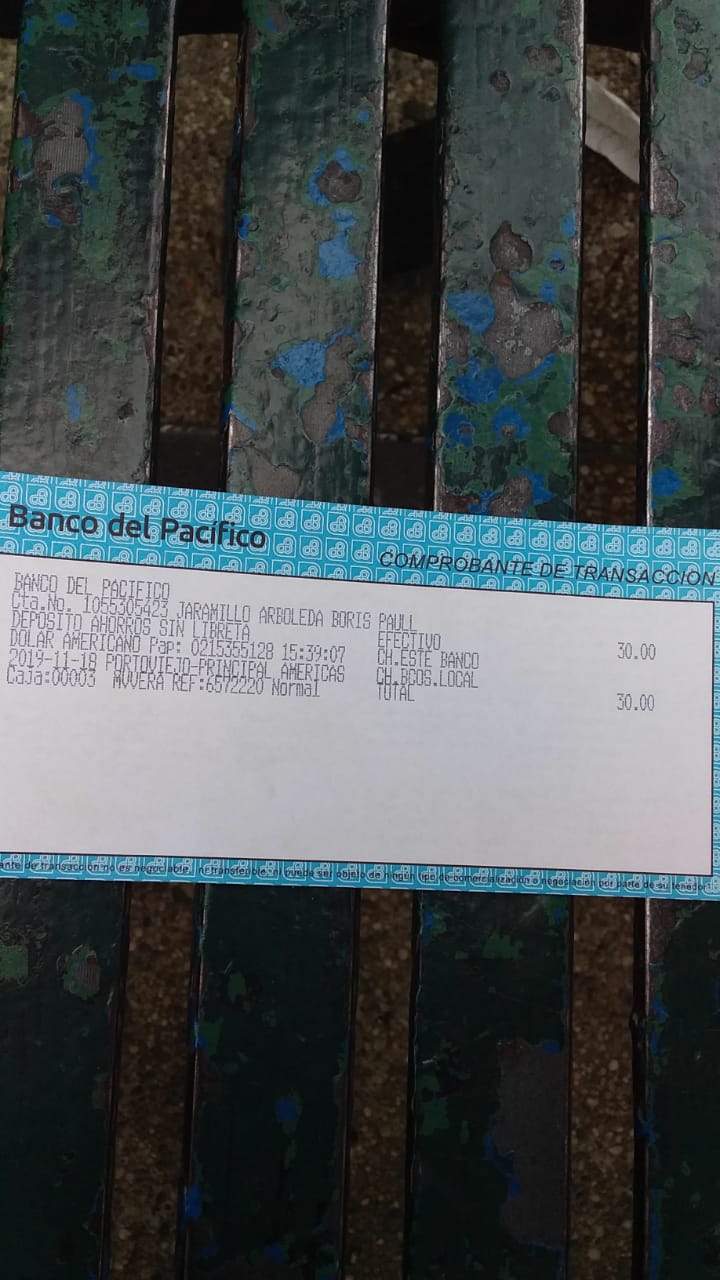 Banco del Pacífico
COMPROBANTE DE TRANSACCION
BANCO DEL PACIFICO
Cta.No. 1055305423 JARAMILLO ARBOLEDA BORIS PAULL
DEPOSITO AHORROS SIN LIBRETA EFECTIVO 30.00
DOLAR AMERICANO Pap: 0215355128 15:39:07 CH.ESTE BANCO
2019-11-18 PORTOVIEJO-PRINCIPAL AMERICAS CH.BCOS.LOCAL
Caja:00003 MVVERA REF:6572220 Normal TOTAL 30.00
ante de transacción no es negociable, ni transferible, ni puede ser objeto de ningún tipo de comercialización o negociación por parte de su tenedor